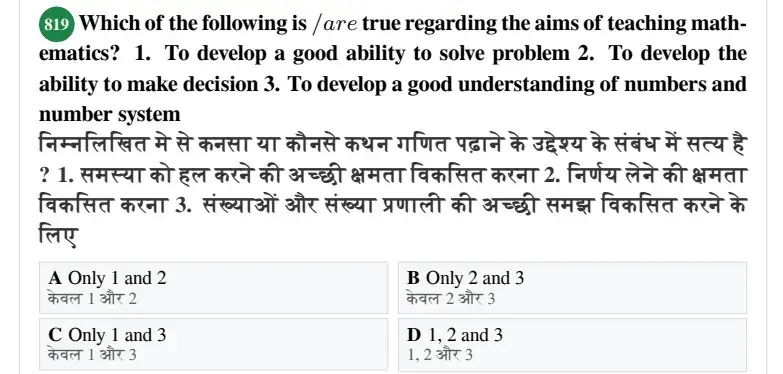 819 Which of the following is /are true regarding the aims of teaching math-
ematics? 1. To develop a good ability to solve problem 2. To develop the
ability to make decision 3. To develop a good understanding of numbers and
number system
निम्नलिखित मे से कनसा या कौनसे कथन गणित पढ़ाने के उद्देश्य के संबंध में सत्य है
? 1. समस्या को हल करने की अच्छी क्षमता विकसित करना 2. निर्णय लेने की क्षमता
विकसित करना 3. संख्याओं और संख्या प्रणाली की अच्छी समझ विकसित करने के
लिए
A Only 1 and 2
केवल 1 और 2
B Only 2 and 3
केवल 2 और 3
C Only 1 and 3
केवल 1 और 3
D 1, 2 and 3
1, 2 और 3